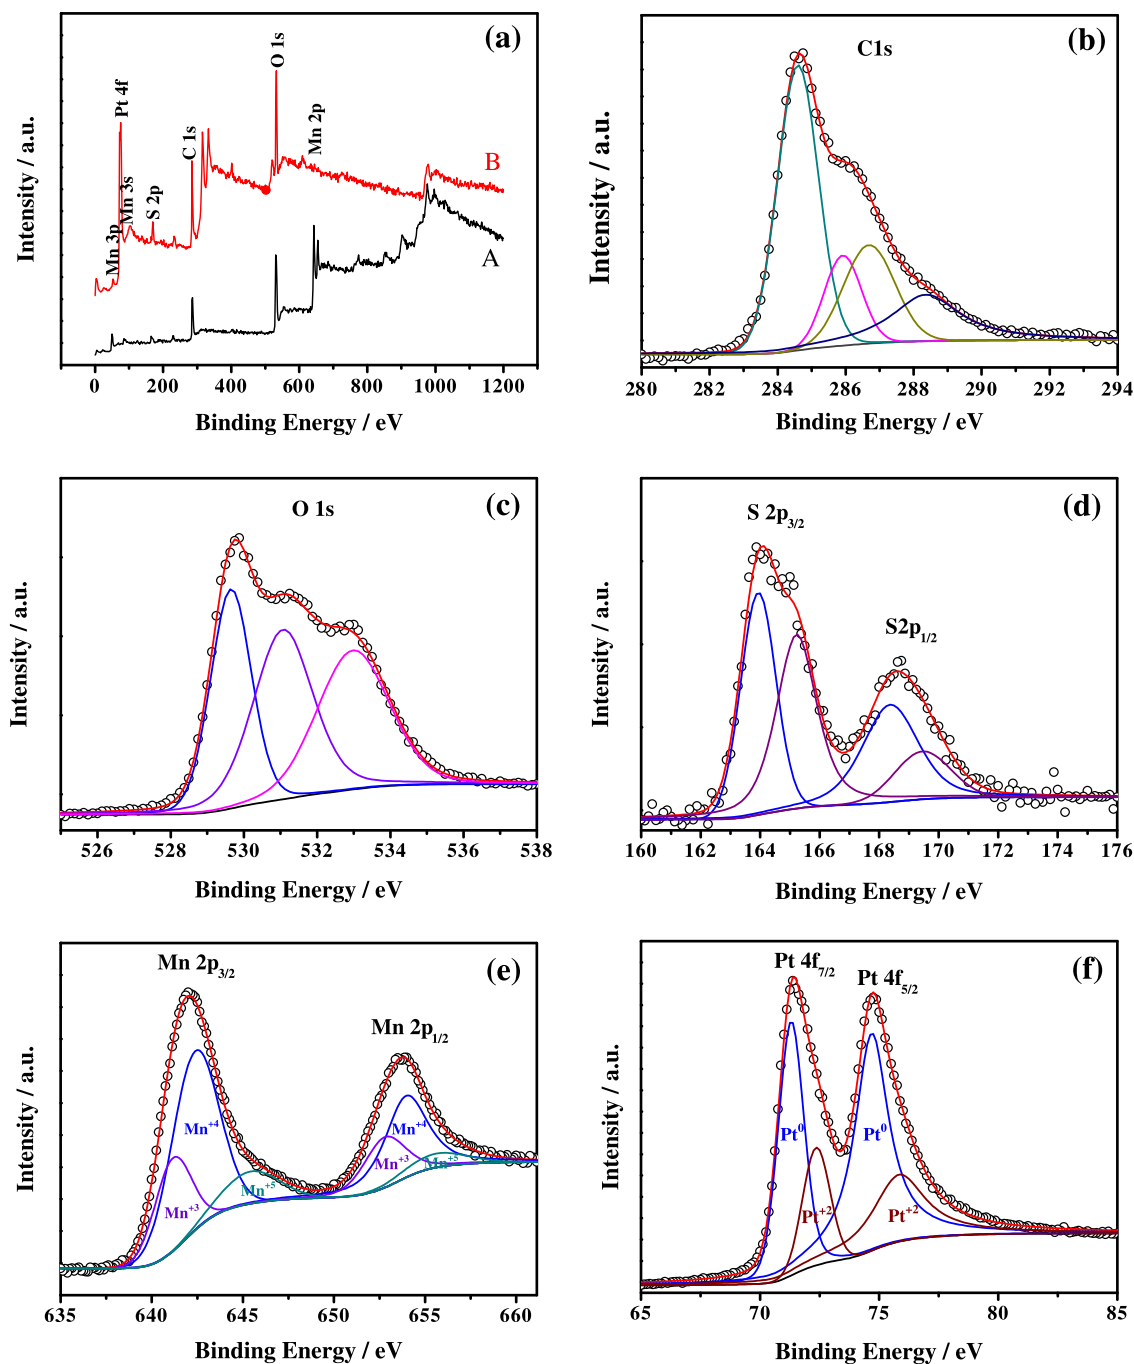 (a)
Intensity / a.u.
Pt 4f
Mn 3p
Mn 3s
S 2p
C 1s
O 1s
Mn 2p
B
A
0 200 400 600 800 1000 1200
Binding Energy / eV
(b)
C1s
Intensity / a.u.
280 282 284 286 288 290 292 294
Binding Energy / eV
(c)
O 1s
Intensity / a.u.
526 528 530 532 534 536 538
Binding Energy / eV
(d)
S 2p3/2
S2p1/2
Intensity / a.u.
160 162 164 166 168 170 172 174 176
Binding Energy / eV
(e)
Mn 2p3/2
Mn 2p1/2
Mn+4
Mn+3
Mn+5
Mn+4
Mn+3
Mn+5
Intensity / a.u.
635 640 645 650 655 660
Binding Energy / eV
(f)
Pt 4f7/2
Pt 4f5/2
Pt0
Pt0
Pt+2
Pt+2
Intensity / a.u.
65 70 75 80 85
Binding Energy / eV